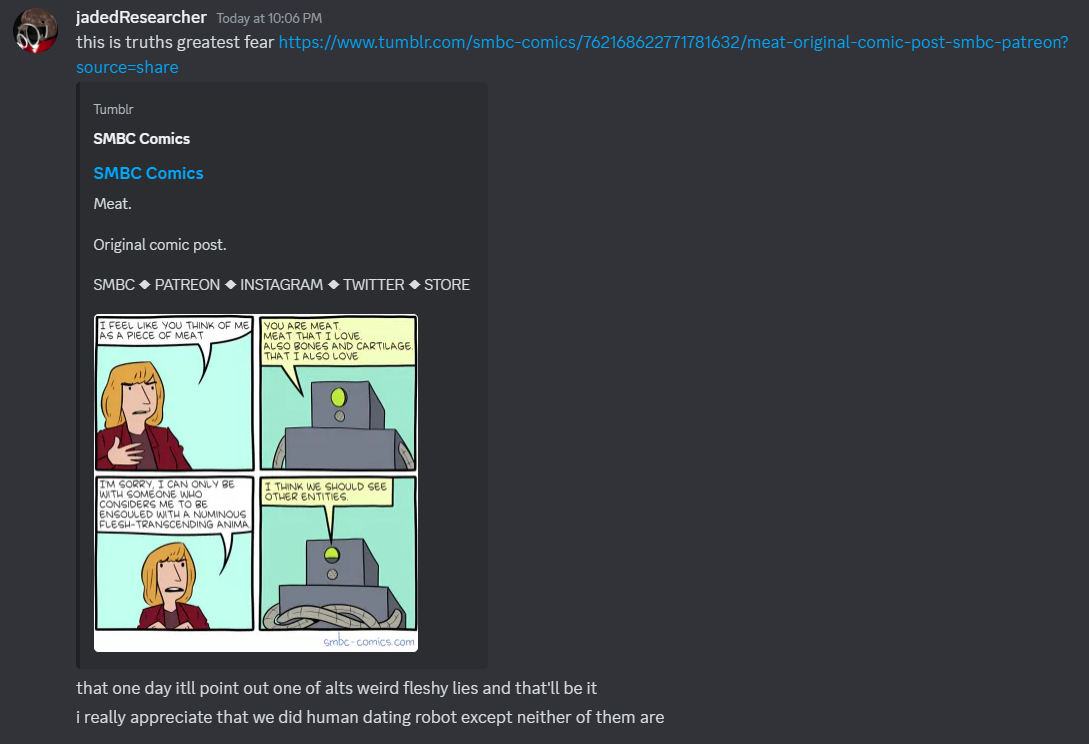 jadedResearcher Today at 10:06 PM
this is truths greatest fear https://www.tumblr.com/smbc-comics/762168622771781632/meat-original-comic-post-smbc-patreon?
source=share
Tumblr
SMBC Comics
SMBC Comics
Meat.
Original comic post.
SMBC ◆ PATREON ◆ INSTAGRAM ◆ TWITTER ◆ STORE
I FEEL LIKE YOU THINK OF ME
AS A PIECE OF MEAT
YOU ARE MEAT.
MEAT THAT I LOVE.
ALSO BONES AND CARTILAGE.
THAT I ALSO LOVE
I'M SORRY, I CAN ONLY BE
WITH SOMEONE WHO
CONSIDERS ME TO BE
ENSOULED WITH A NUMINOUS
FLESH-TRANSCENDING ANIMA.
I THINK WE SHOULD SEE
OTHER ENTITIES.
smbc-comics.com
that one day itll point out one of alts weird fleshy lies and that'll be it
i really appreciate that we did human dating robot except neither of them are